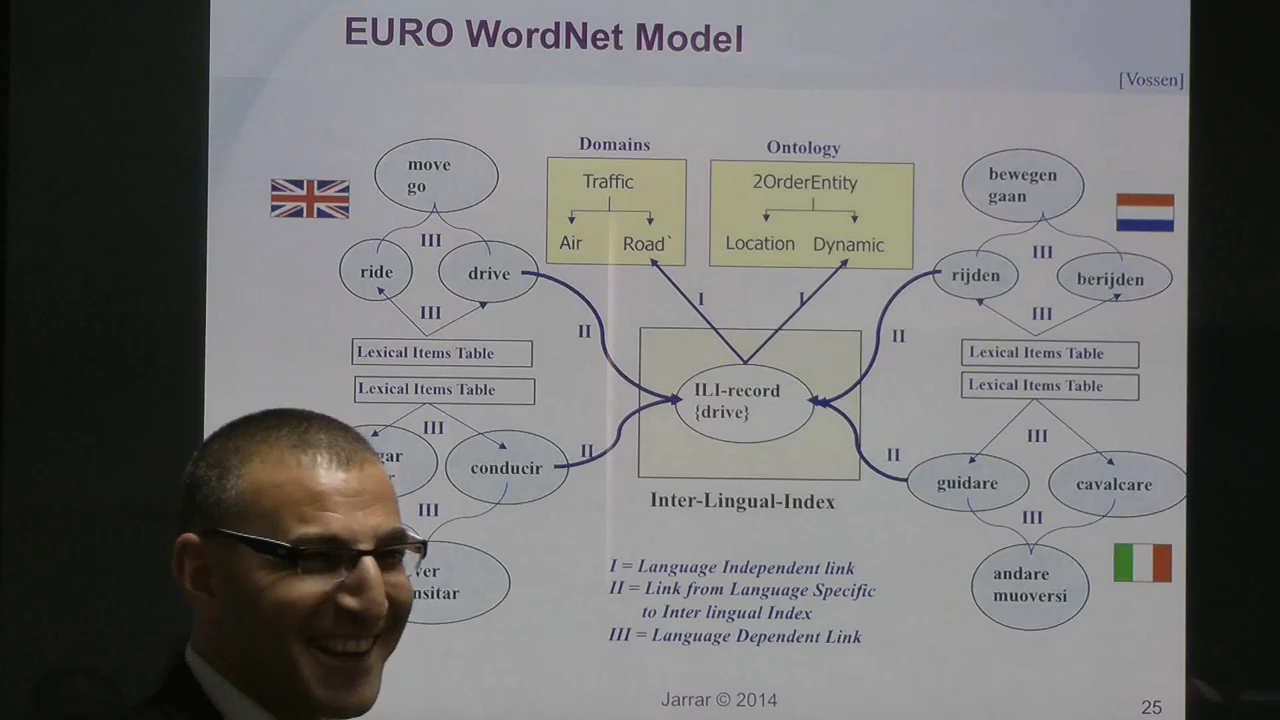 EURO WordNet Model
[Vossen]
Domains
Ontology
move
go
Traffic
2OrderEntity
bewegen
gaan
III
Air
Road`
Location
Dynamic
III
ride
drive
rijden
berijden
III
I
I
III
II
II
Lexical Items Table
Lexical Items Table
Lexical Items Table
Lexical Items Table
ILI-record
{drive}
III
III
conducir
II
II
guidare
cavalcare
Inter-Lingual-Index
III
III
I = Language Independent link
II = Link from Language Specific
to Inter lingual Index
III = Language Dependent Link
andare
muoversi
Jarrar © 2014
25